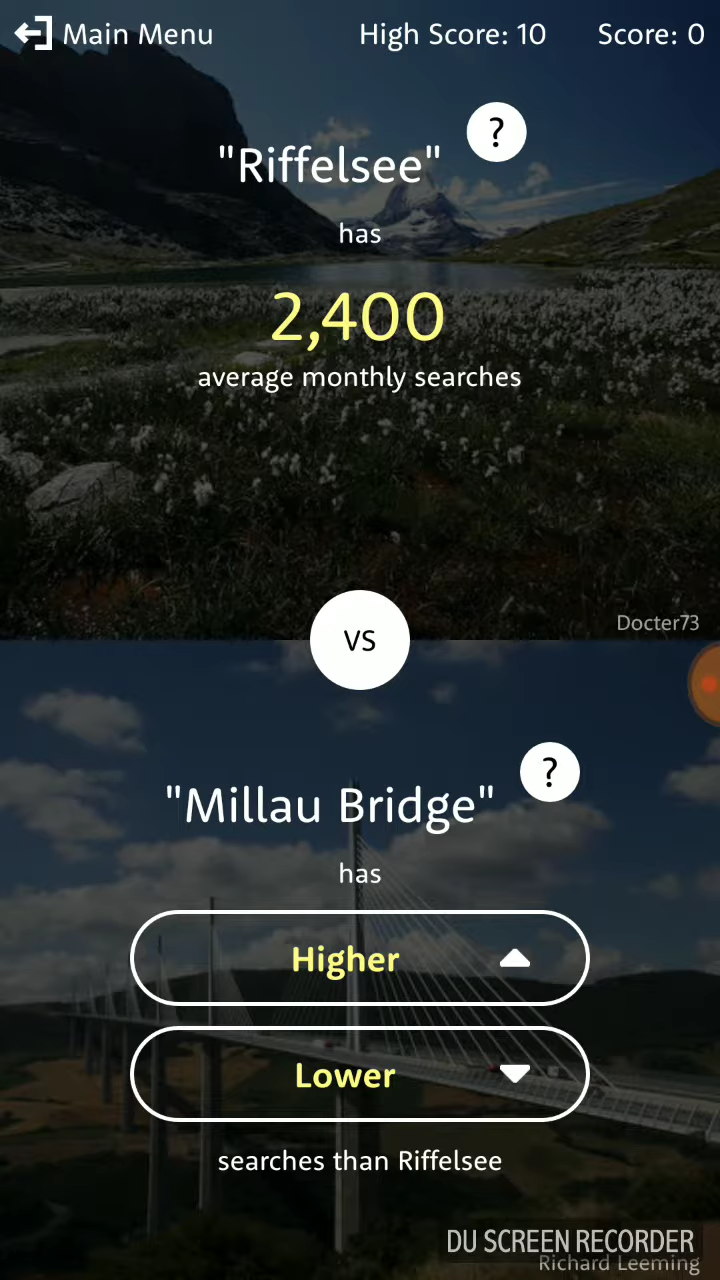 Main Menu High Score: 10 Score: 0
?
"Riffelsee"
has
2,400
average monthly searches
Docter73
VS
?
"Millau Bridge"
has
Higher
Lower
searches than Riffelsee
DU SCREEN RECORDER
Richard Leeming